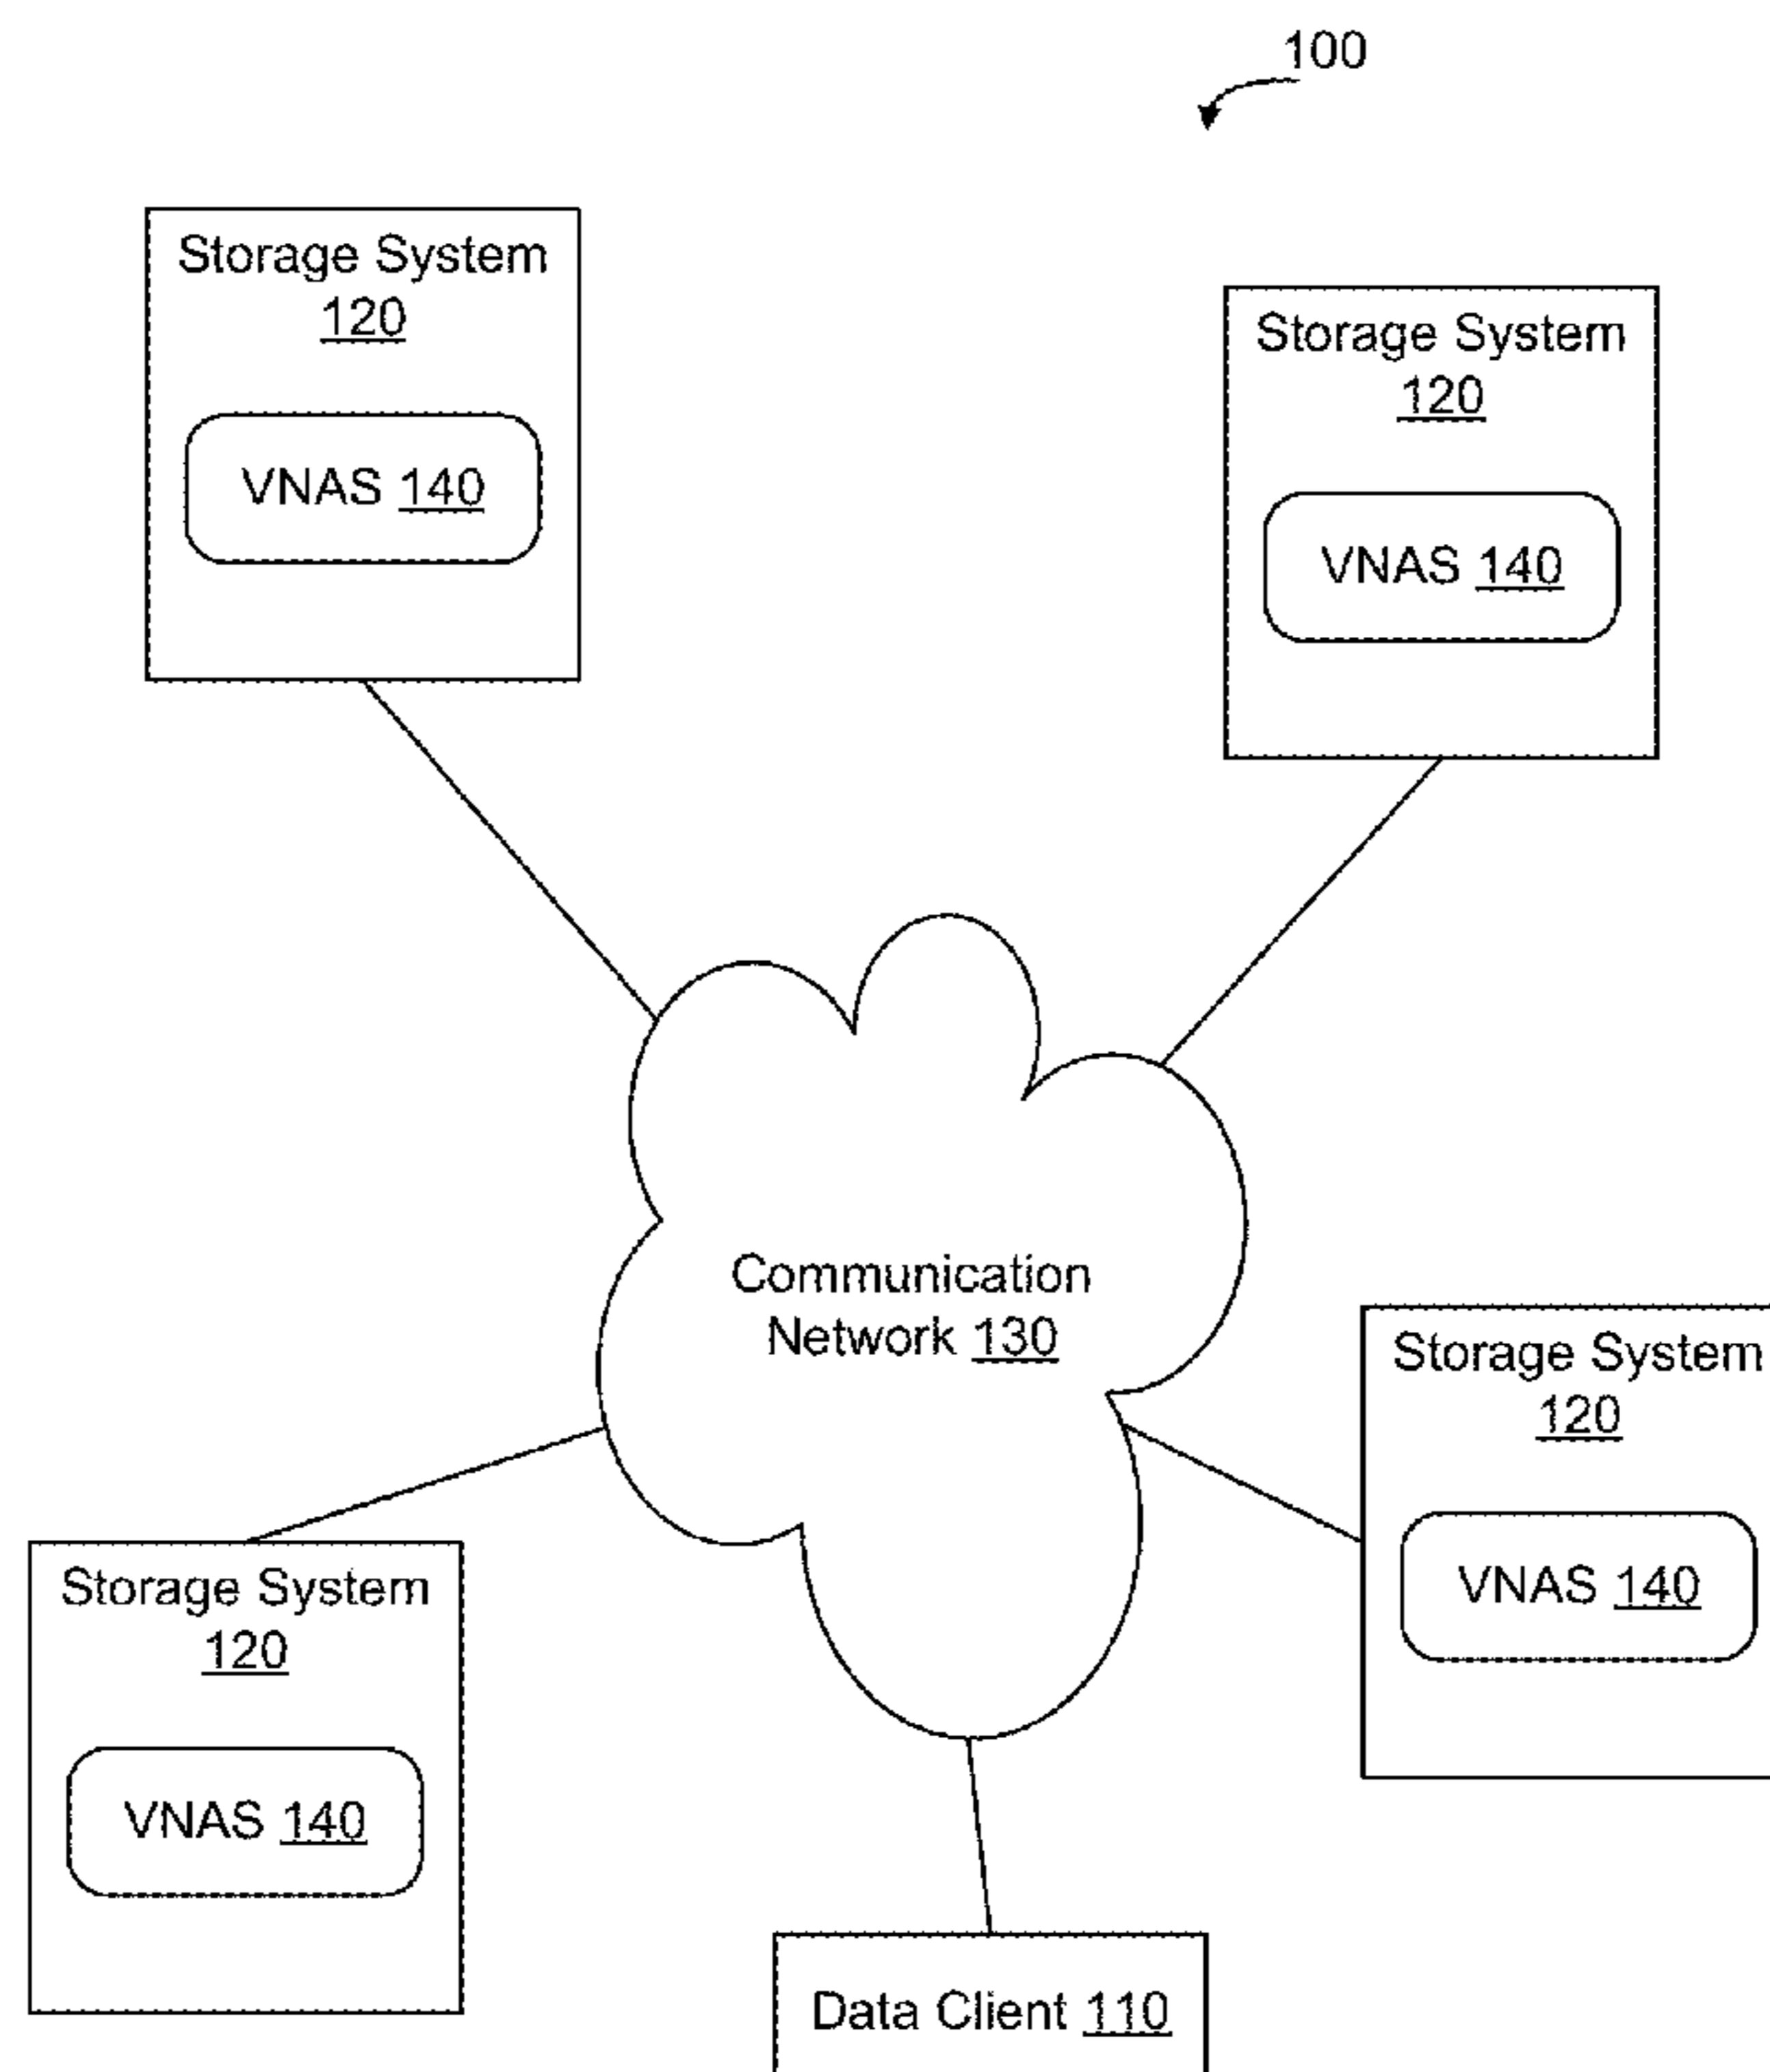 100
Storage System
120
VNAS 140
Storage System
120
VNAS 140
Communication
Network 130
Storage System
120
VNAS 140
Storage System
120
VNAS 140
Data Client 110